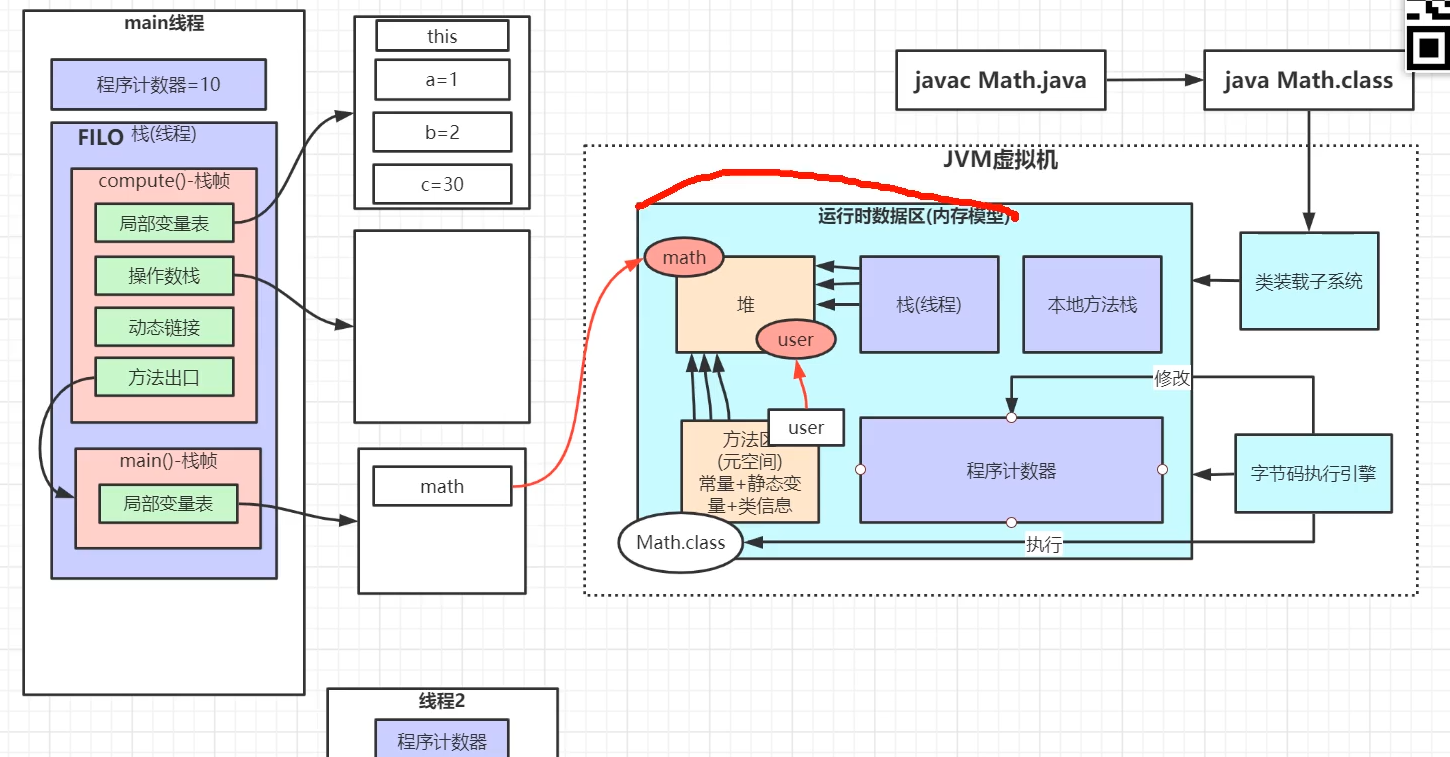 main线程
程序计数器=10
FILO 栈(线程)
compute()-栈帧
局部变量表
操作数栈
动态链接
方法出口
main()-栈帧
局部变量表
this
a=1
b=2
c=30
math
线程2
程序计数器
javac Math.java
java Math.class
JVM虚拟机
运行时数据区(内存模型)
math
堆
user
栈(线程)
本地方法栈
类装载子系统
修改
user
方法
(元空间)
常量+静态变
量+类信息
程序计数器
字节码执行引擎
Math.class
执行